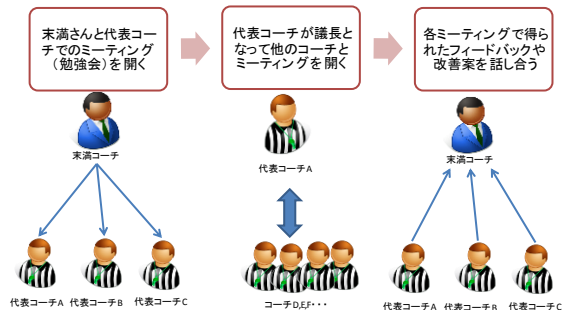 末満さんと代表コー
チでのミーティング
(勉強会)を開く
代表コーチが議長と
なって他のコーチと
ミーティングを開く
各ミーティングで得ら
れたフィードバックや
改善案を話し合う
末満コーチ
代表コーチA
末満コーチ
代表コーチA
代表コーチB
代表コーチC
コーチD,E,F・・・
代表コーチA
代表コーチB
代表コーチC